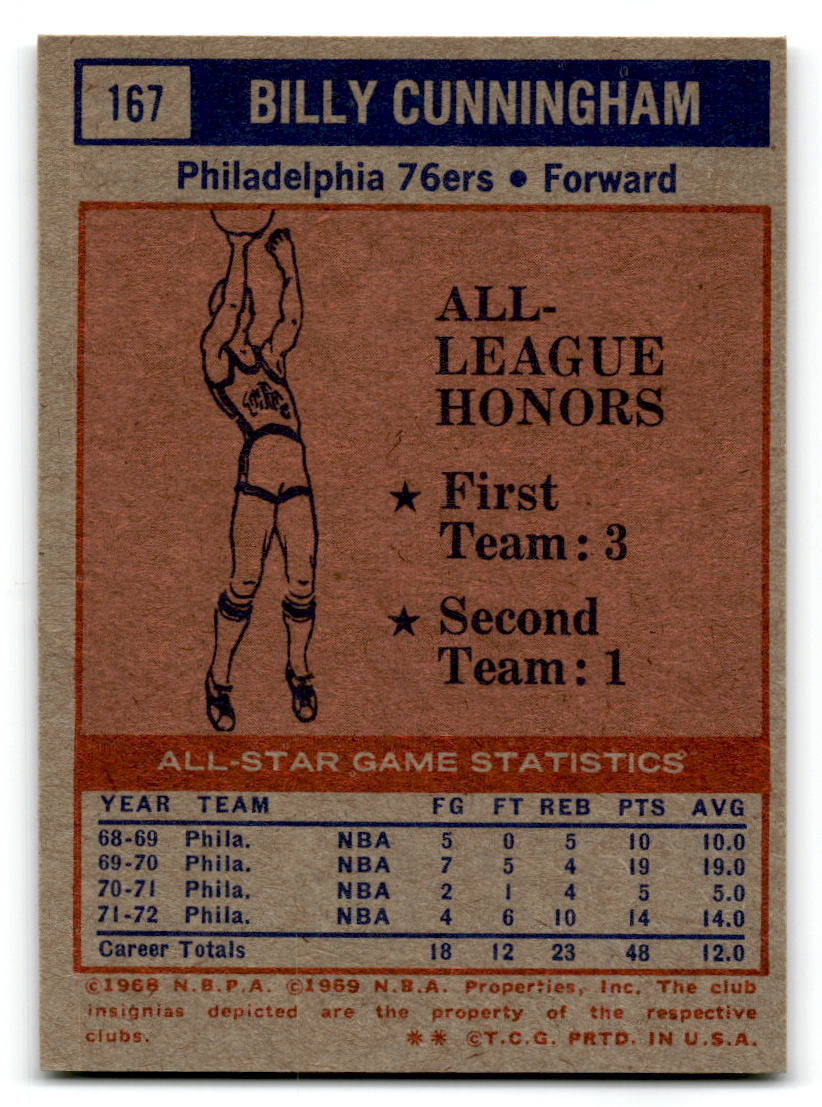 167 BILLY CUNNINGHAM
Philadelphia 76ers • Forward
ALL-
LEAGUE
HONORS
★ First
Team: 3
★ Second
Team: 1
ALL-STAR GAME STATISTICS
YEAR TEAM FG FT REB PTS AVG
68-69 Phila. NBA 5 0 5 10 10.0
69-70 Phila. NBA 7 5 4 19 19.0
70-71 Phila. NBA 2 1 4 5 5.0
71-72 Phila. NBA 4 6 10 14 14.0
Career Totals 18 12 23 48 12.0
©1968 N.B.P.A. ©1969 N.B.A. Properties, Inc. The club
insignias depicted are the property of the respective
clubs. ** ©T.C.G. PRTD. IN U.S.A.